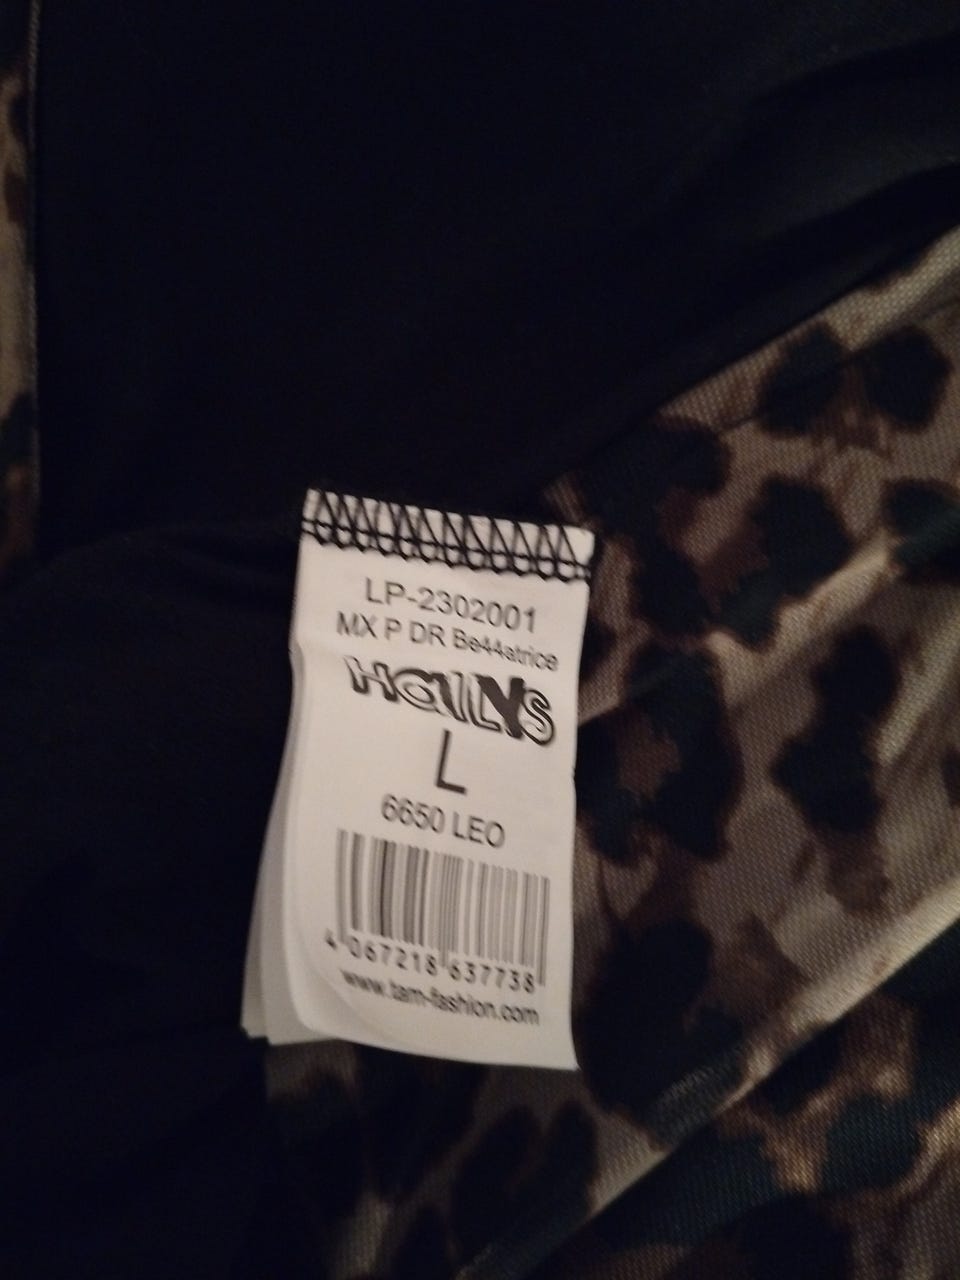 LP-2302001
MX P DR Be44atrice
HaiLYS
L
6650 LEO
4 067218 637738
www.tam-fashion.com